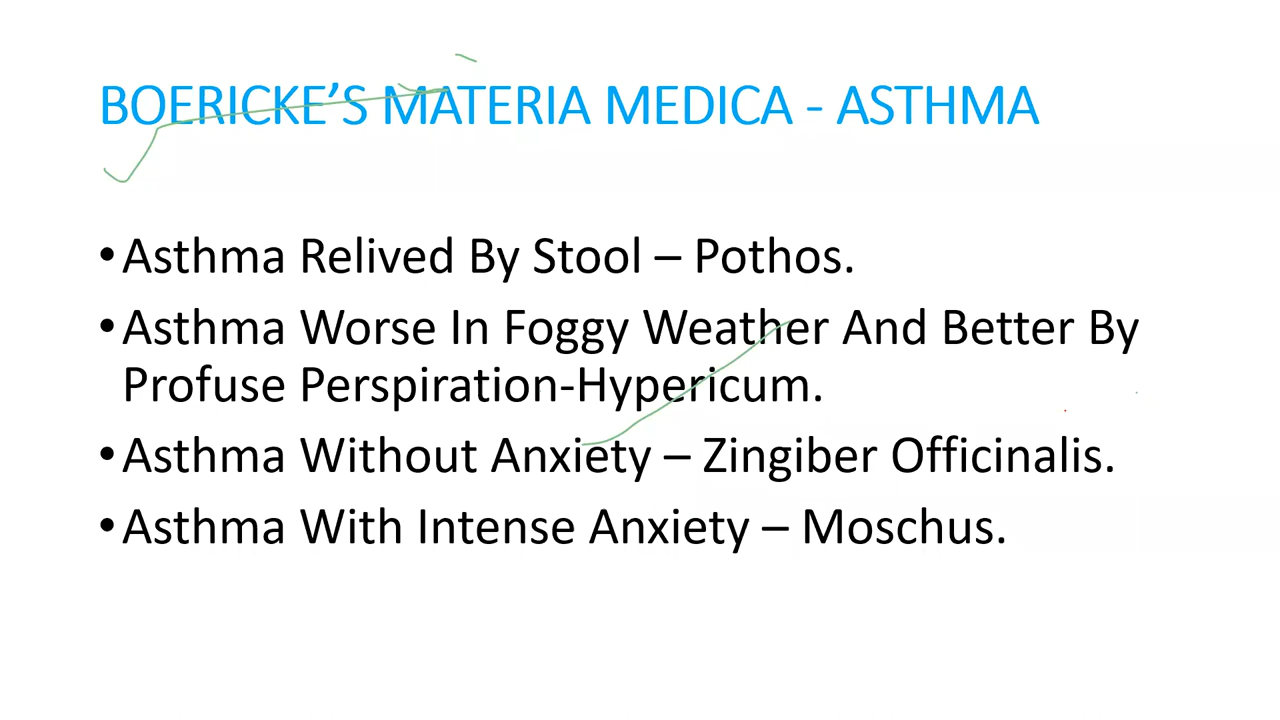 BOERICKE’S MATERIA MEDICA - ASTHMA
•Asthma Relived By Stool – Pothos.
•Asthma Worse In Foggy Weather And Better By
Profuse Perspiration-Hypericum.
•Asthma Without Anxiety – Zingiber Officinalis.
•Asthma With Intense Anxiety – Moschus.